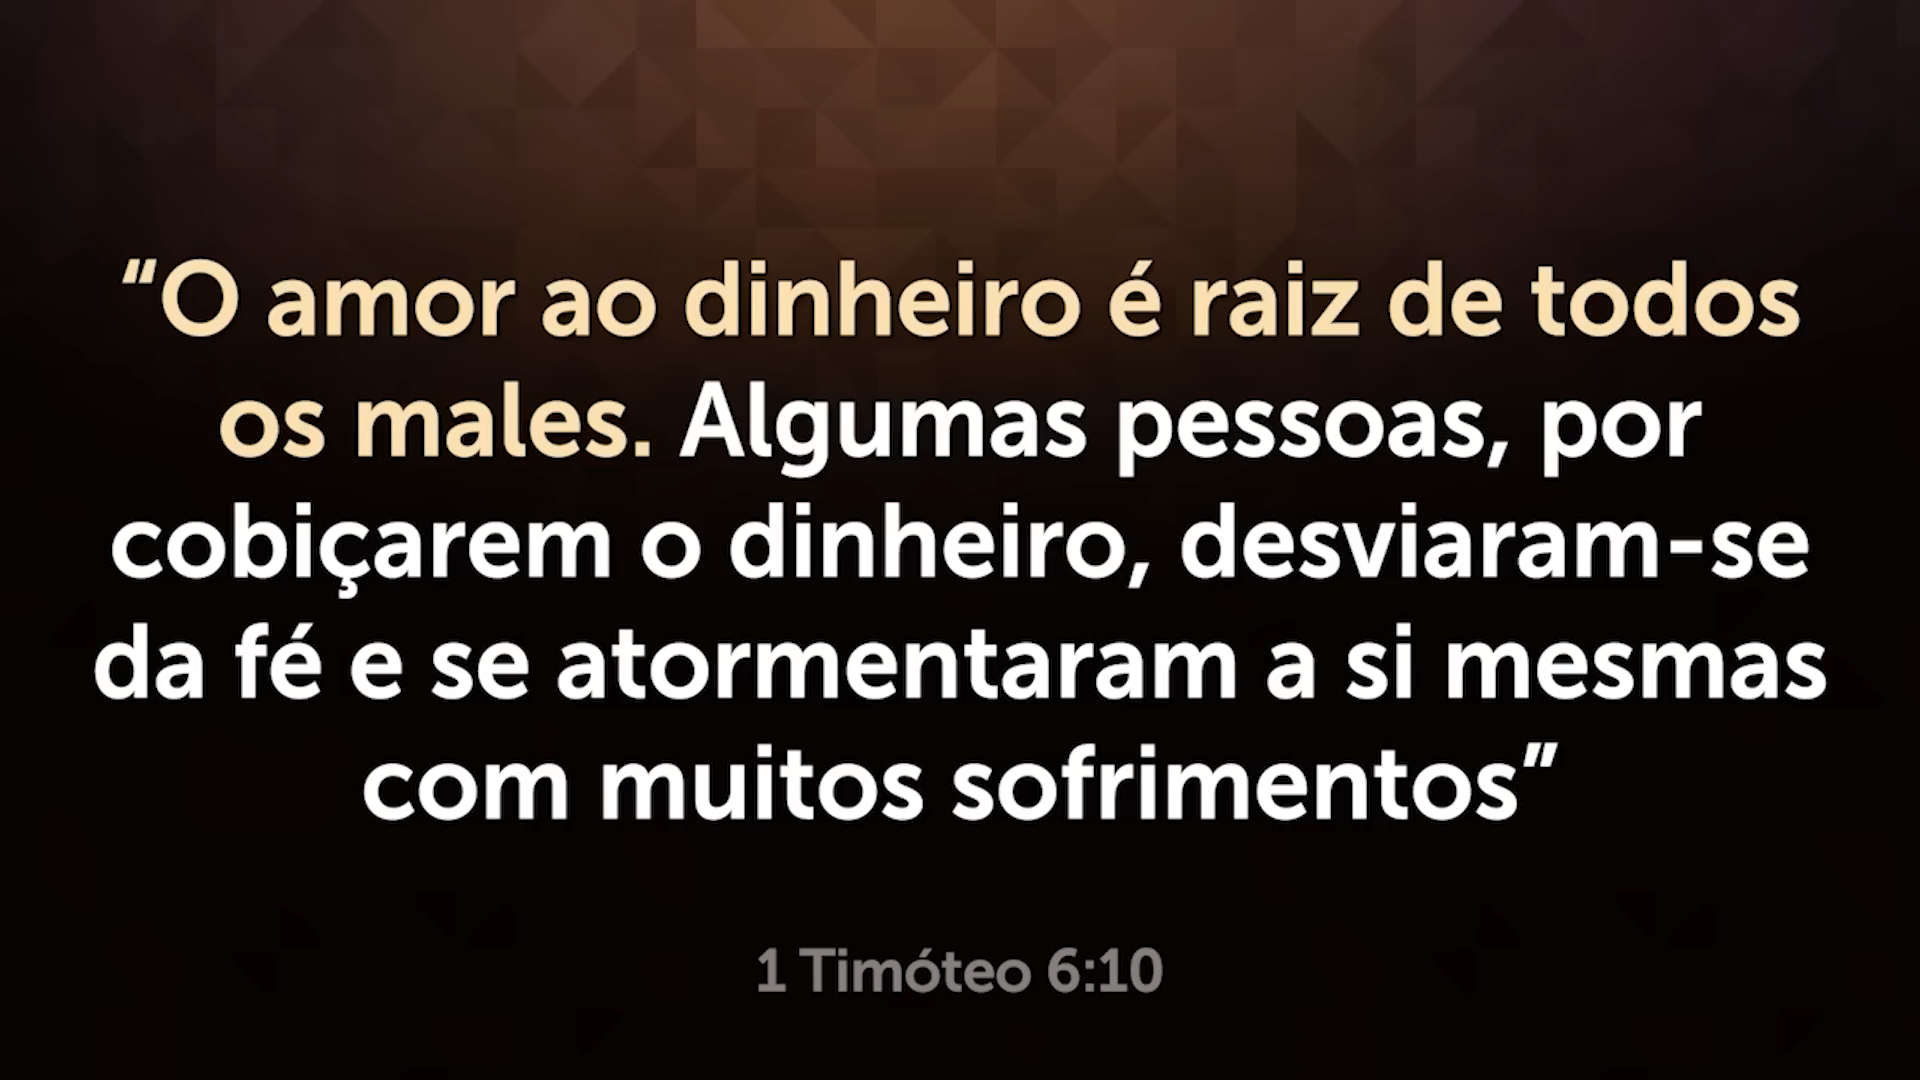 “O amor ao dinheiro é raiz de todos
os males. Algumas pessoas, por
cobiçarem o dinheiro, desviaram-se
da fé e se atormentaram a si mesmas
com muitos sofrimentos”
1 Timóteo 6:10